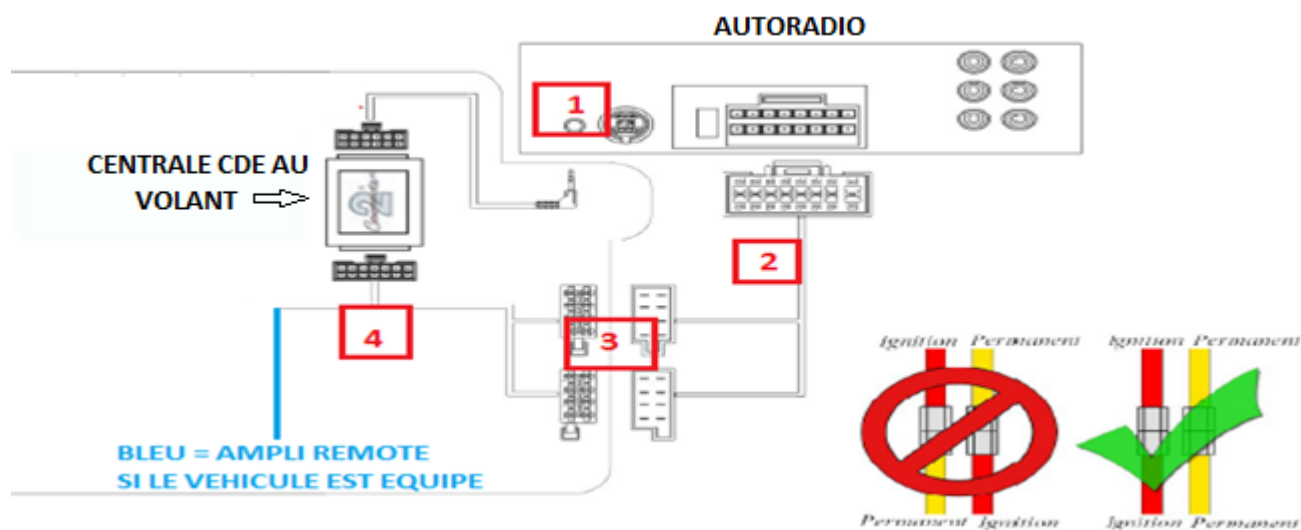 AUTORADIO
1
CENTRALE CDE AU
VOLANT
2
2
4
3
Ignition Permanent
Ignition Permanent
BLEU = AMPLI REMOTE
SI LE VEHICULE EST EQUIPE
Permanent Ignition
Ignition Permanent